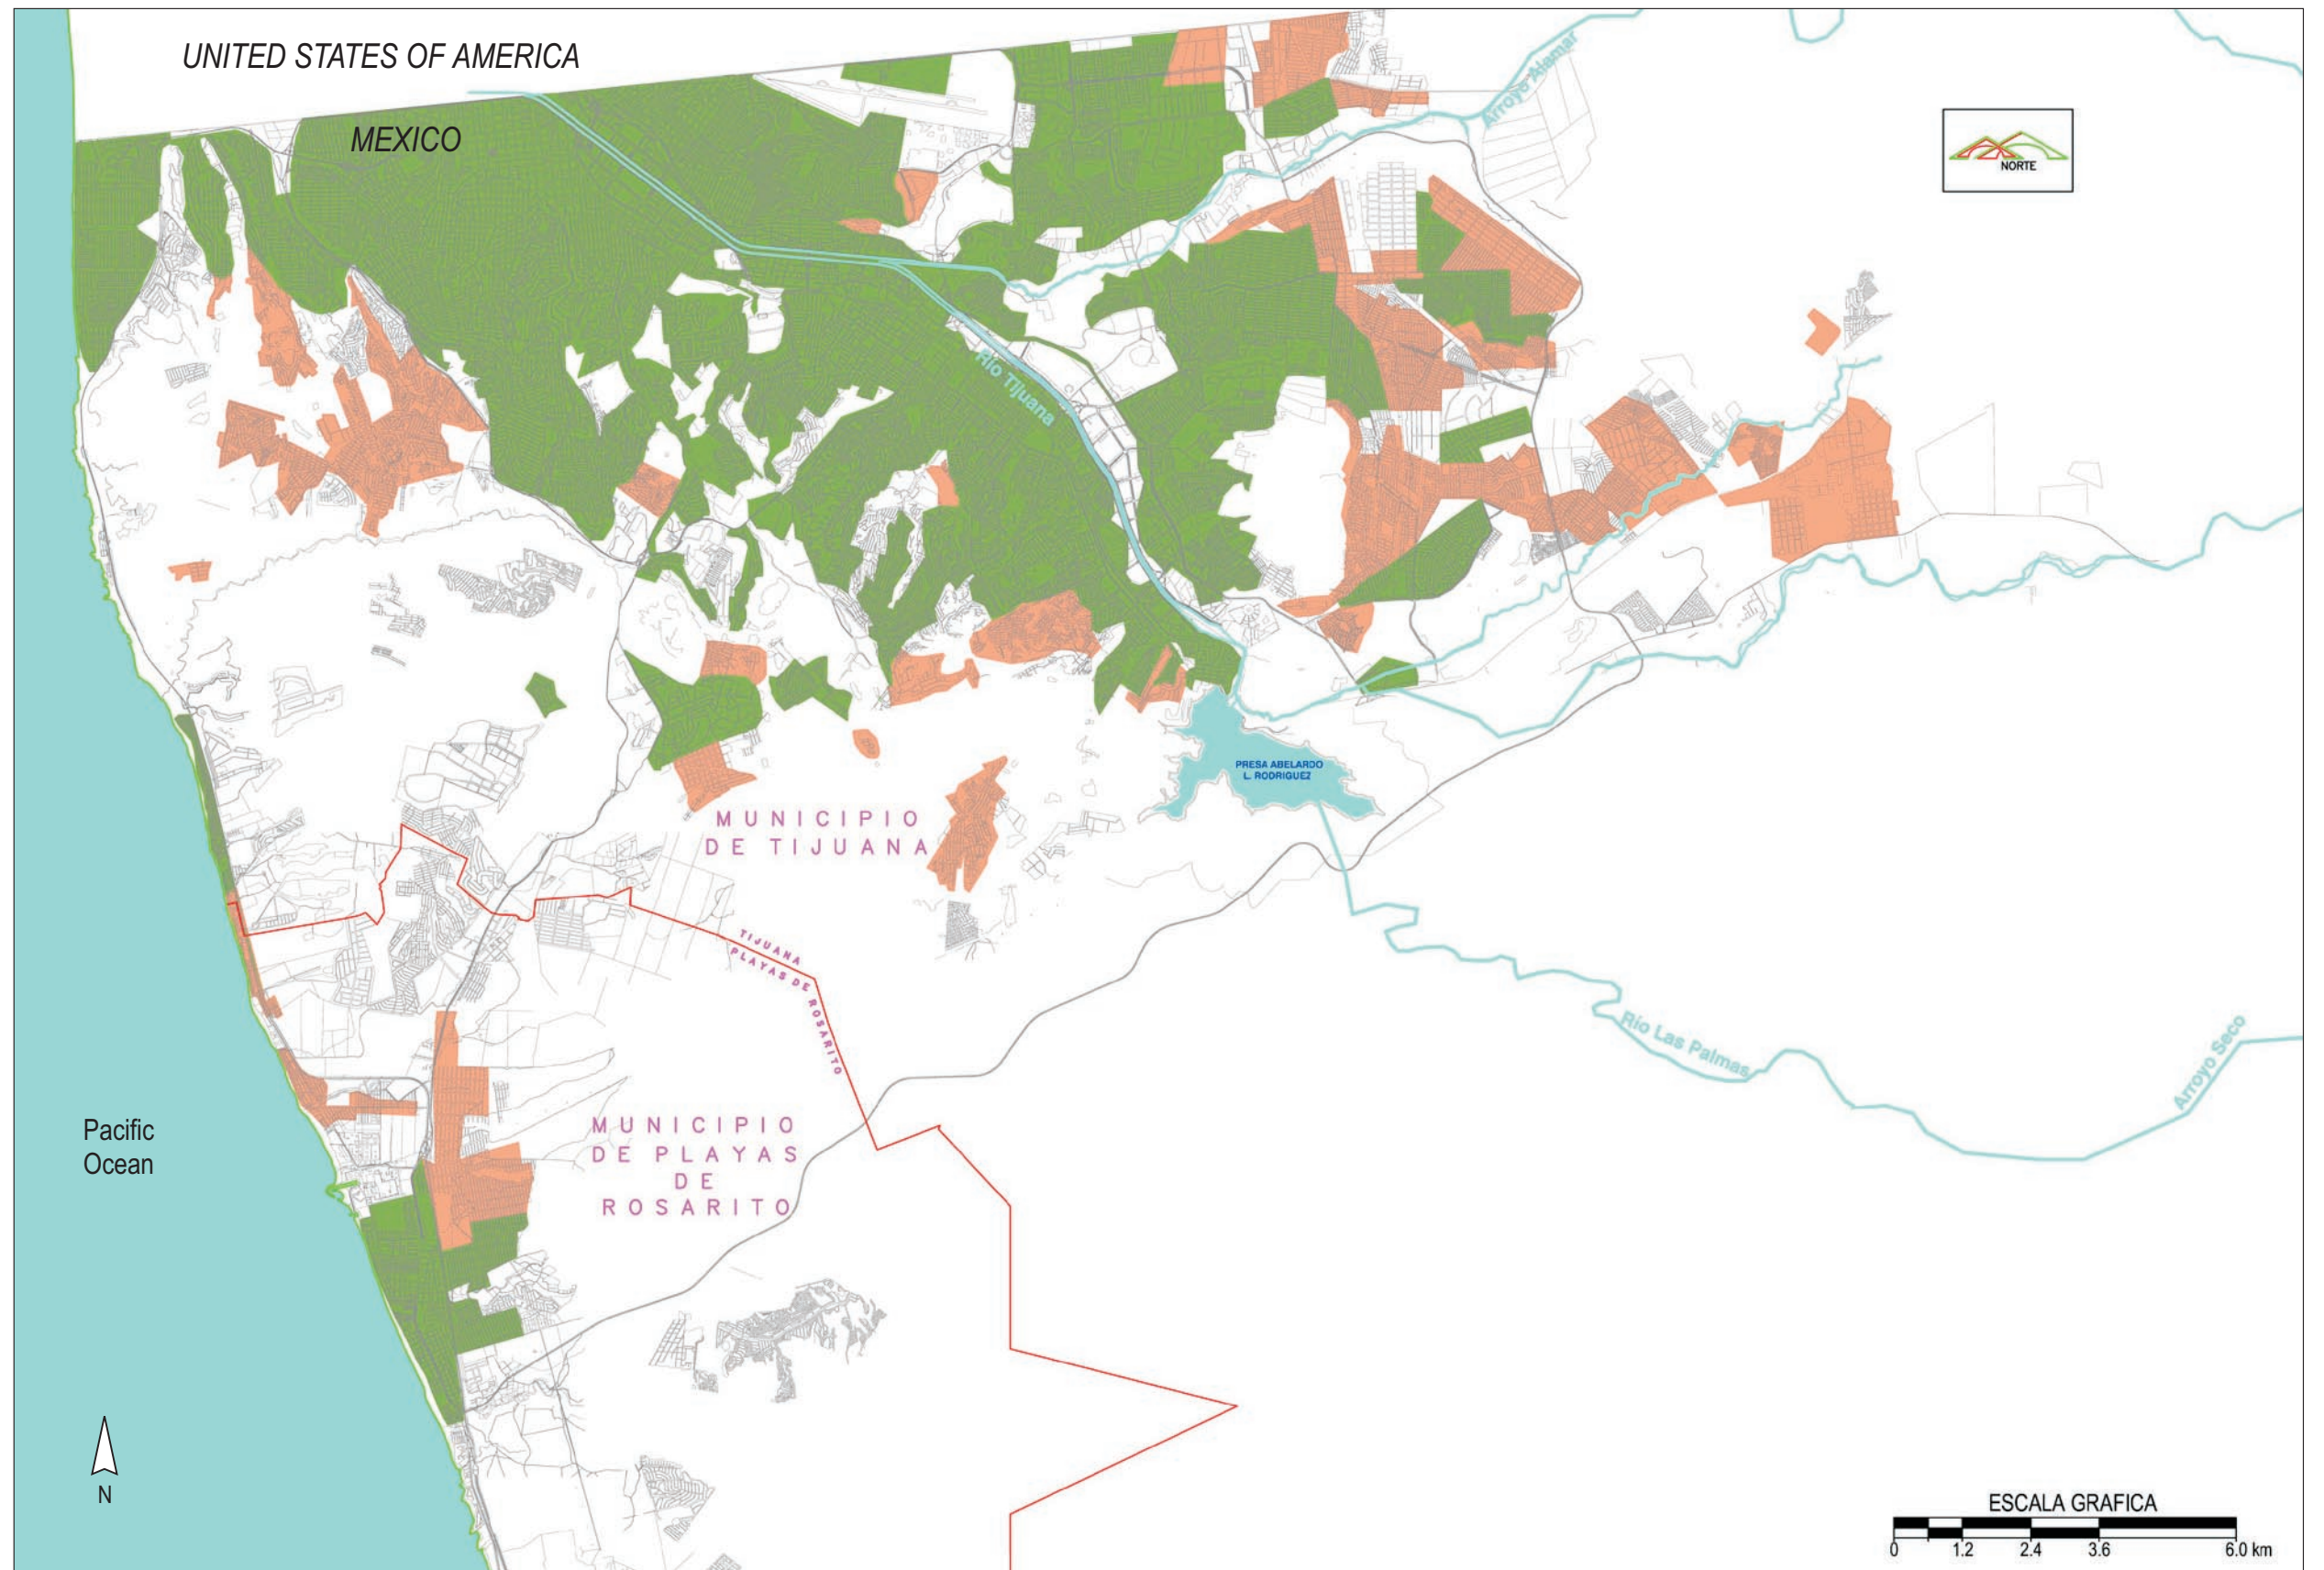 UNITED STATES OF AMERICA
MEXICO
Arroyo Alamar
NORTE
Río Tijuana
PRESA ABELARDO
L. RODRIGUEZ
MUNICIPIO
DE TIJUANA
TIJUANA
PLAYAS DE ROSARITO
Río Las Palmas
Arroyo Seco
Pacific
Ocean
MUNICIPIO
DE PLAYAS
DE
ROSARITO
N
ESCALA GRAFICA
0 1.2 2.4 3.6 6.0 km